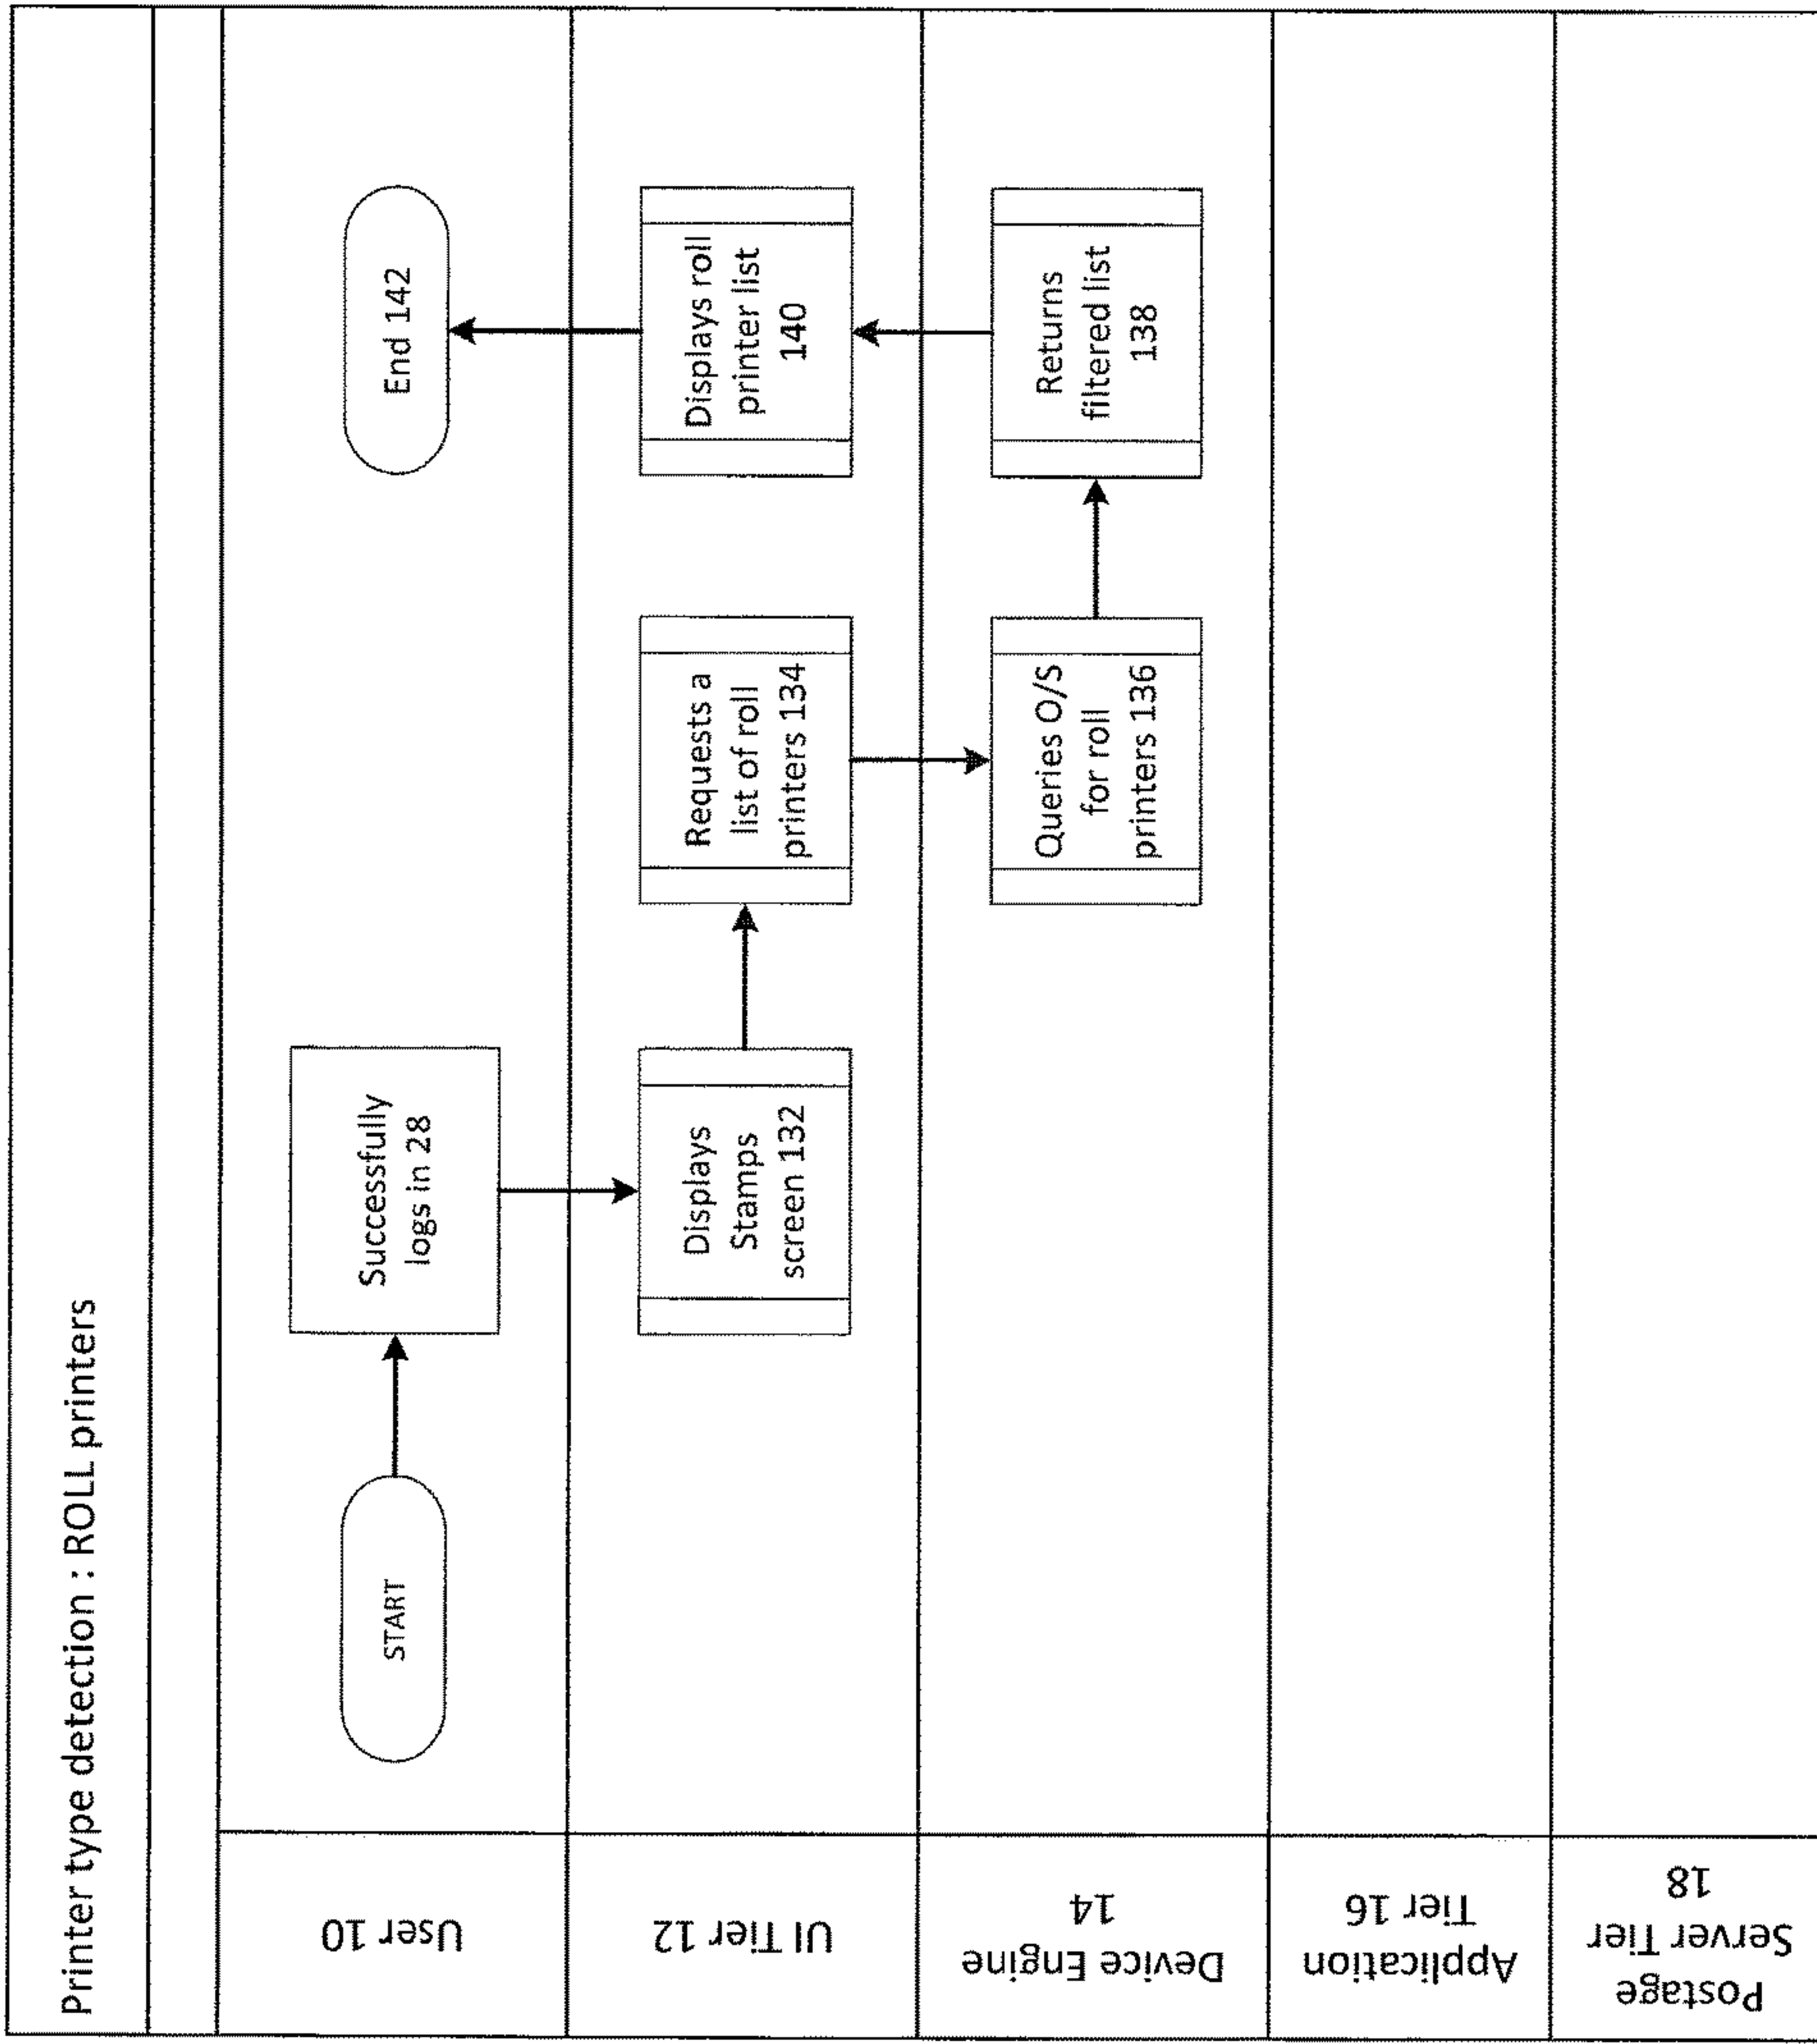 Printer type detection : ROLL printers
User 10
START
Successfully
logs in 28
End 142
UI Tier 12
Displays
Stamps
screen 132
Requests a
list of roll
printers 134
Displays roll
printer list
140
Device Engine
14
Queries O/S
for roll
printers 136
Returns
filtered list
138
Application
Tier 16
Postage
Server Tier
18